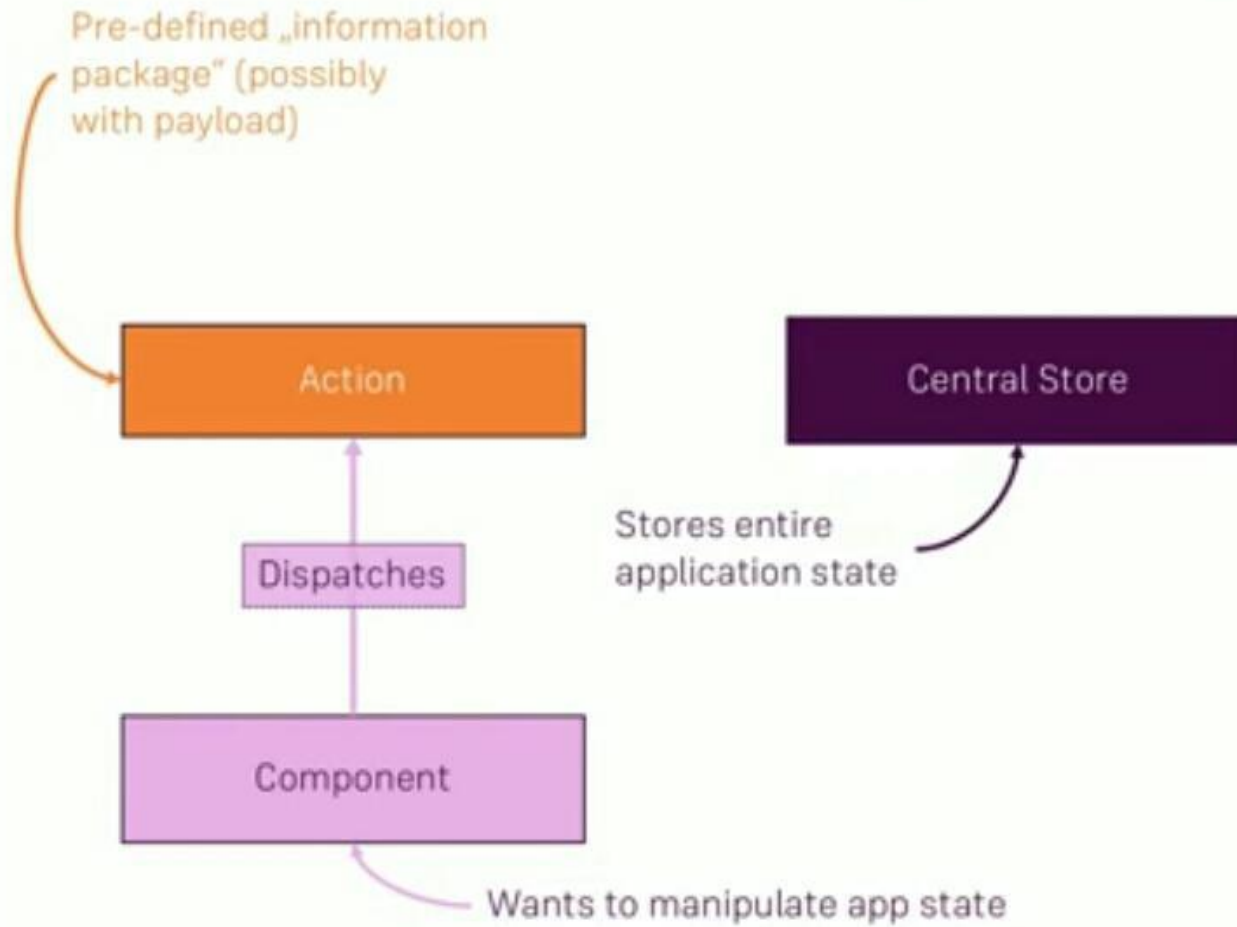 Pre-defined „information
package“ (possibly
with payload)
Action
Central Store
Stores entire
application state
Dispatches
Component
Wants to manipulate app state